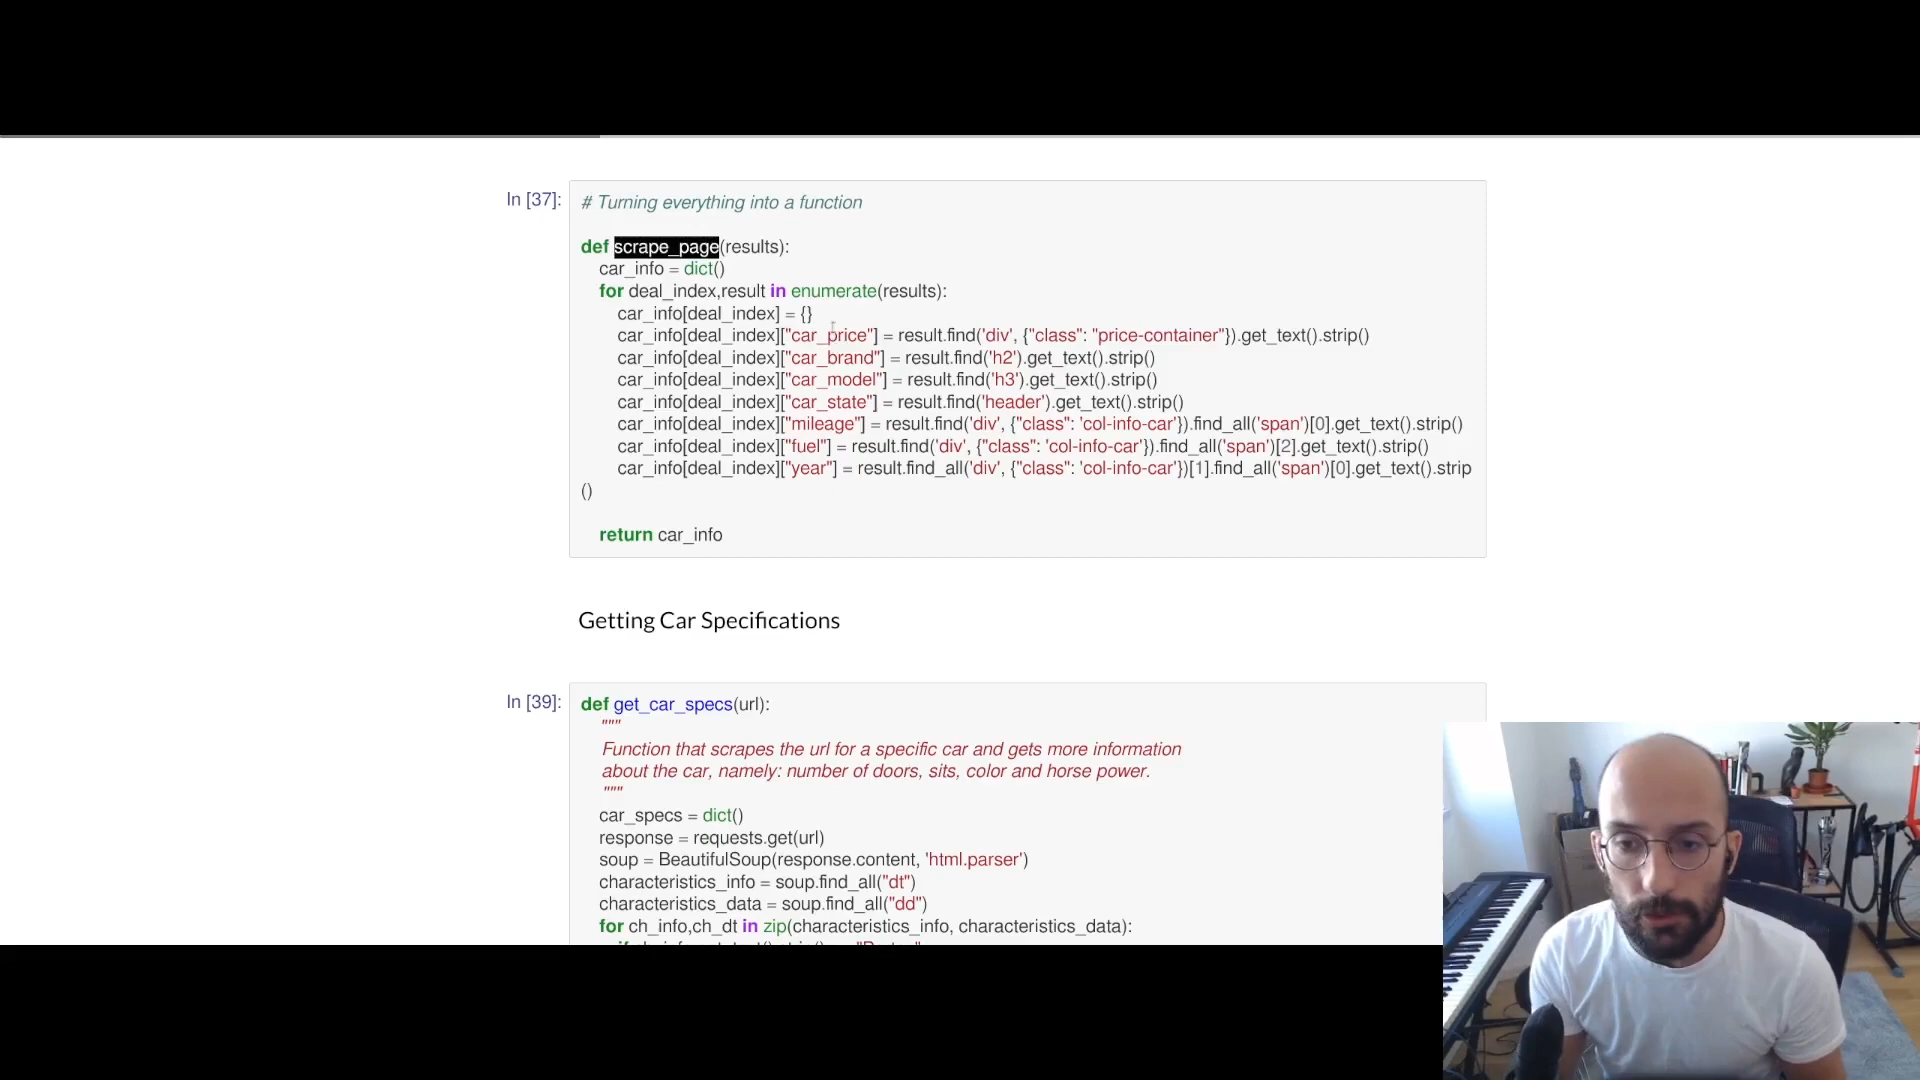 In [37]:
# Turning everything into a function
def scrape_page(results):
car_info = dict()
for deal_index,result in enumerate(results):
car_info[deal_index] = {}
car_info[deal_index]["car_price"] = result.find('div', {"class": "price-container"}).get_text().strip()
car_info[deal_index]["car_brand"] = result.find('h2').get_text().strip()
car_info[deal_index]["car_model"] = result.find('h3').get_text().strip()
car_info[deal_index]["car_state"] = result.find('header').get_text().strip()
car_info[deal_index]["mileage"] = result.find('div', {"class": 'col-info-car'}).find_all('span')[0].get_text().strip()
car_info[deal_index]["fuel"] = result.find('div', {"class": 'col-info-car'}).find_all('span')[2].get_text().strip()
car_info[deal_index]["year"] = result.find_all('div', {"class": 'col-info-car'})[1].find_all('span')[0].get_text().strip
()
return car_info
Getting Car Specifications
In [39]:
def get_car_specs(url):
"""
Function that scrapes the url for a specific car and gets more information
about the car, namely: number of doors, sits, color and horse power.
"""
car_specs = dict()
response = requests.get(url)
soup = BeautifulSoup(response.content, 'html.parser')
characteristics_info = soup.find_all("dt")
characteristics_data = soup.find_all("dd")
for ch_info,ch_dt in zip(characteristics_info, characteristics_data):